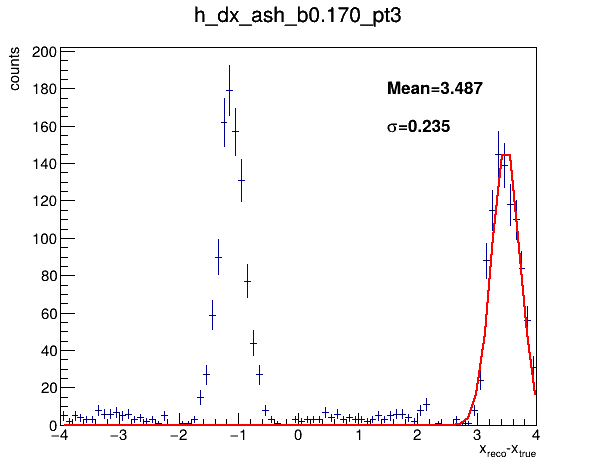 h_dx_ash_b0.170_pt3
counts
200
180
160
140
120
100
80
60
40
20
0
Mean=3.487
σ=0.235
−4 −3 −2 −1 0 1 2 3 4
x_reco-x_true